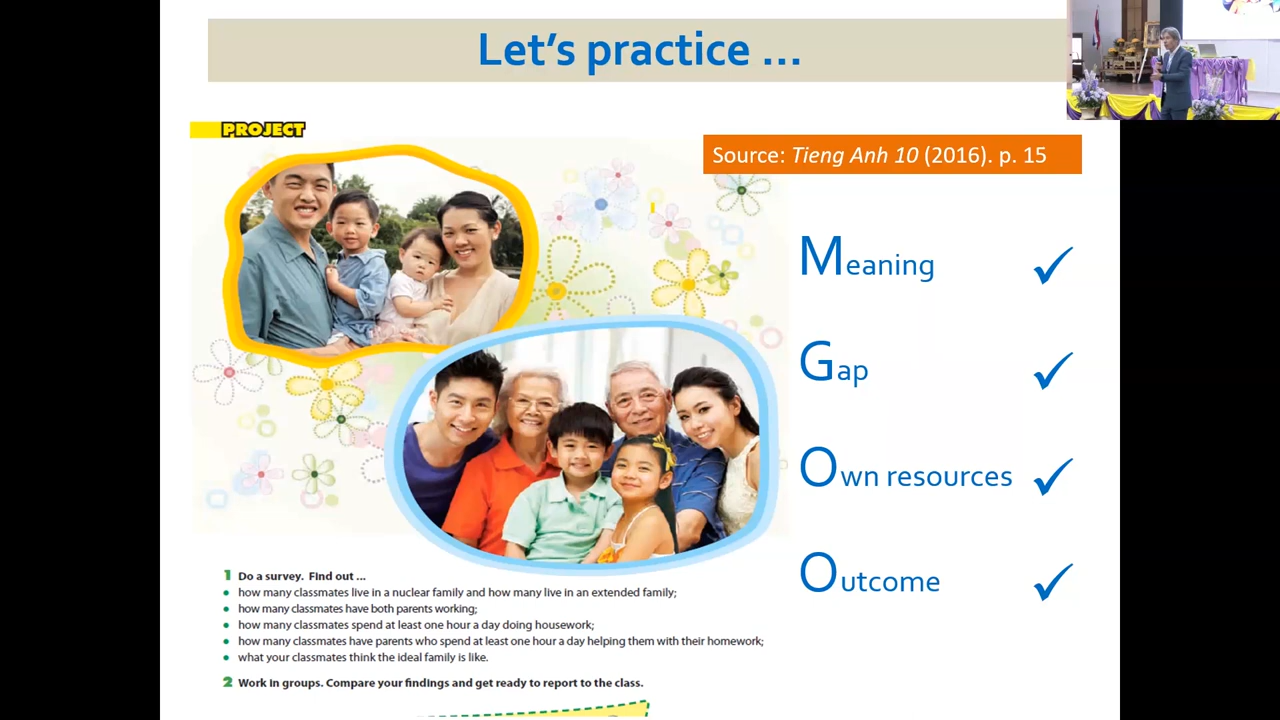 Let's practice ...
PROJECT
Source: Tieng Anh 10 (2016). p. 15
Meaning ✓
Gap ✓
Own resources ✓
Outcome ✓
1 Do a survey. Find out ...
• how many classmates live in a nuclear family and how many live in an extended family;
• how many classmates have both parents working;
• how many classmates spend at least one hour a day doing housework;
• how many classmates have parents who spend at least one hour a day helping them with their homework;
• what your classmates think the ideal family is like.
2 Work in groups. Compare your findings and get ready to report to the class.